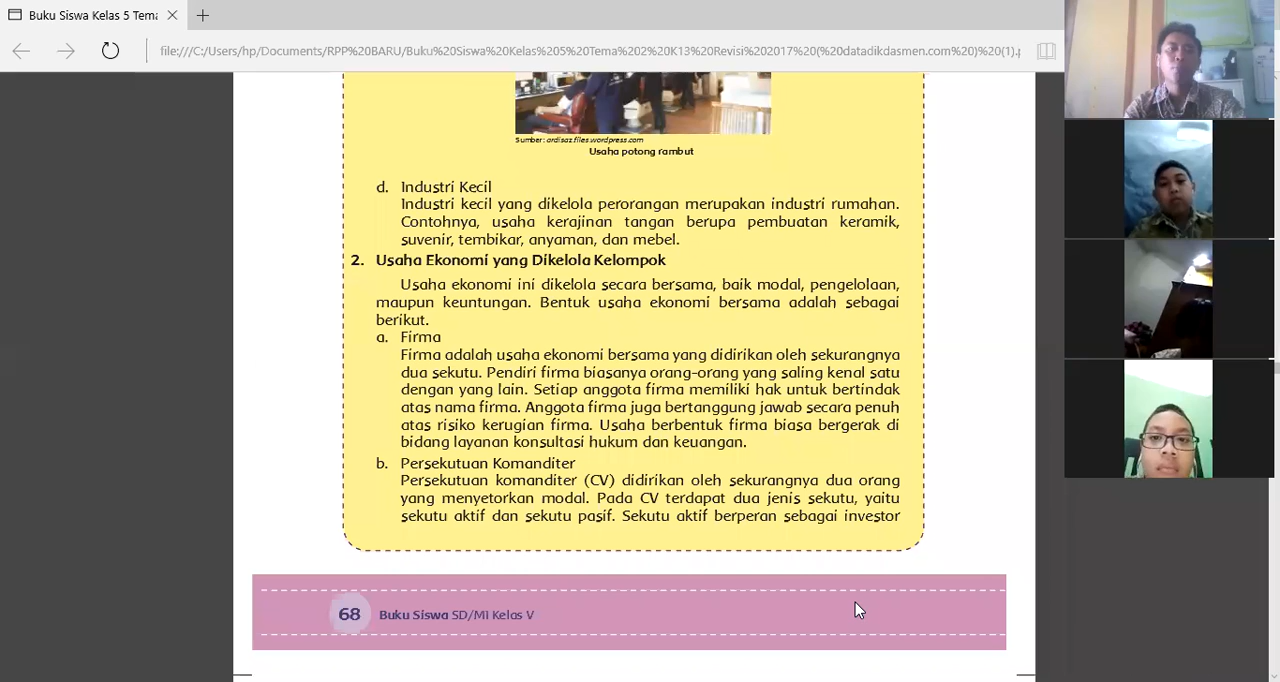 Buku Siswa Kelas 5 Tema
file:///C:/Users/hp/Documents/RPP%20BARU/Buku%20Siswa%20Kelas%205%20Tema%202%20K13%20Revisi%202017%20(%20datadikdasmen.com%20)%20(1).p
Sumber: ardisaz.files.wordpress.com
Usaha potong rambut
d. Industri Kecil
Industri kecil yang dikelola perorangan merupakan industri rumahan.
Contohnya, usaha kerajinan tangan berupa pembuatan keramik,
suvenir, tembikar, anyaman, dan mebel.
2. Usaha Ekonomi yang Dikelola Kelompok
Usaha ekonomi ini dikelola secara bersama, baik modal, pengelolaan,
maupun keuntungan. Bentuk usaha ekonomi bersama adalah sebagai
berikut.
a. Firma
Firma adalah usaha ekonomi bersama yang didirikan oleh sekurangnya
dua sekutu. Pendiri firma biasanya orang-orang yang saling kenal satu
dengan yang lain. Setiap anggota firma memiliki hak untuk bertindak
atas nama firma. Anggota firma juga bertanggung jawab secara penuh
atas risiko kerugian firma. Usaha berbentuk firma biasa bergerak di
bidang layanan konsultasi hukum dan keuangan.
b. Persekutuan Komanditer
Persekutuan komanditer (CV) didirikan oleh sekurangnya dua orang
yang menyetorkan modal. Pada CV terdapat dua jenis sekutu, yaitu
sekutu aktif dan sekutu pasif. Sekutu aktif berperan sebagai investor
68 Buku Siswa SD/MI Kelas V